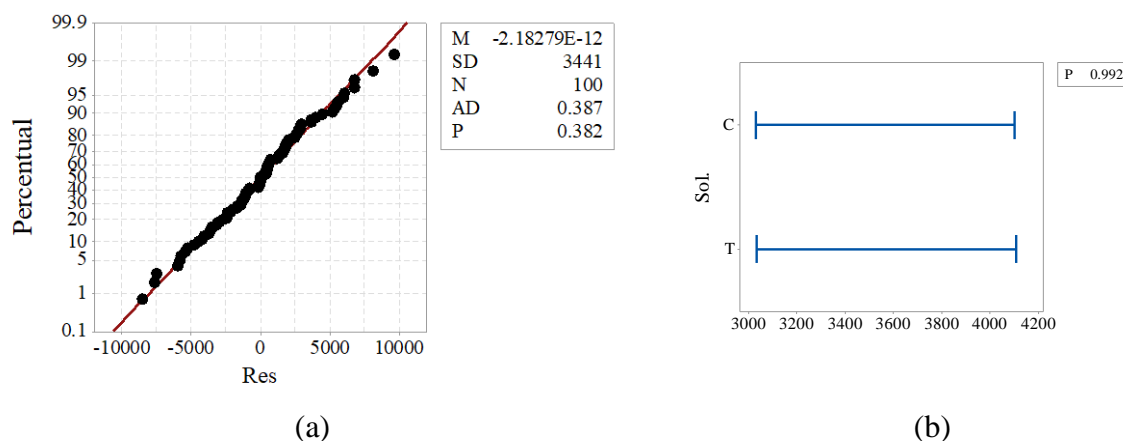 99.9
99
95
90
80
70
60
50
40
30
20
10
5
1
0.1
Percentual
-10000 -5000 0 5000 10000
Res
M -2.18279E-12
SD 3441
N 100
AD 0.387
P 0.382
(a)
P 0.992
C
T
Sol.
3000 3200 3400 3600 3800 4000 4200
(b)